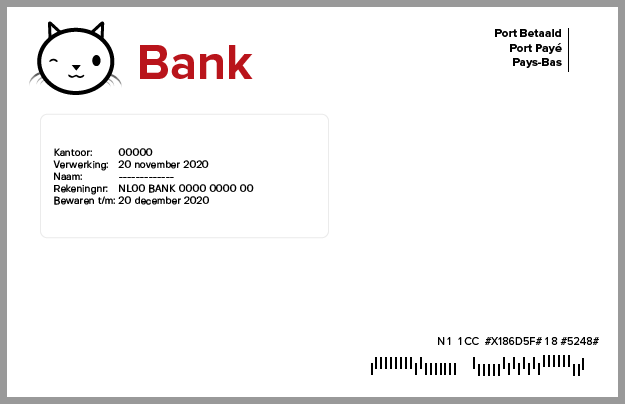 Bank
Port Betaald
Port Payé
Pays-Bas
Kantoor: 00000
Verwerking: 20 november 2020
Naam: -------------
Rekeningnr: NL00 BANK 0000 0000 00
Bewaren t/m: 20 december 2020
N1 1CC #X186D5F# 18 #5248#